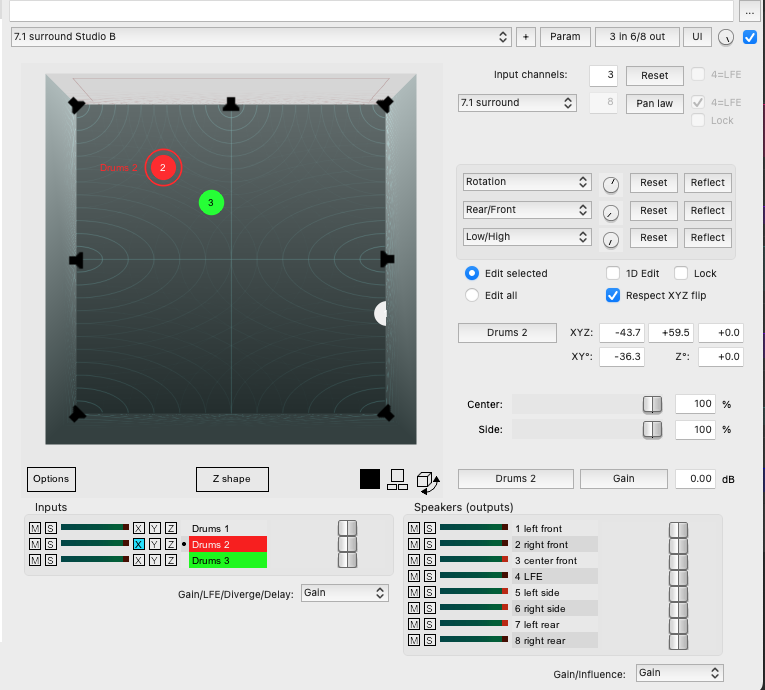 ...
7.1 surround Studio B + Param 3 in 6/8 out UI
Input channels: 3 Reset 4=LFE
7.1 surround 8 Pan law 4=LFE
Lock
Drums 2 2
3
Rotation Reset Reflect
Rear/Front Reset Reflect
Low/High Reset Reflect
Edit selected 1D Edit Lock
Edit all Respect XYZ flip
Drums 2 XYZ: -43.7 +59.5 +0.0
XY°: -36.3 Z°: +0.0
Center: 100 %
Side: 100 %
Options Z shape Drums 2 Gain 0.00 dB
Inputs
M S X Y Z Drums 1
M S X Y Z Drums 2
M S X Y Z Drums 3
Gain/LFE/Diverge/Delay: Gain
Speakers (outputs)
M S 1 left front
M S 2 right front
M S 3 center front
M S 4 LFE
M S 5 left side
M S 6 right side
M S 7 left rear
M S 8 right rear
Gain/Influence: Gain